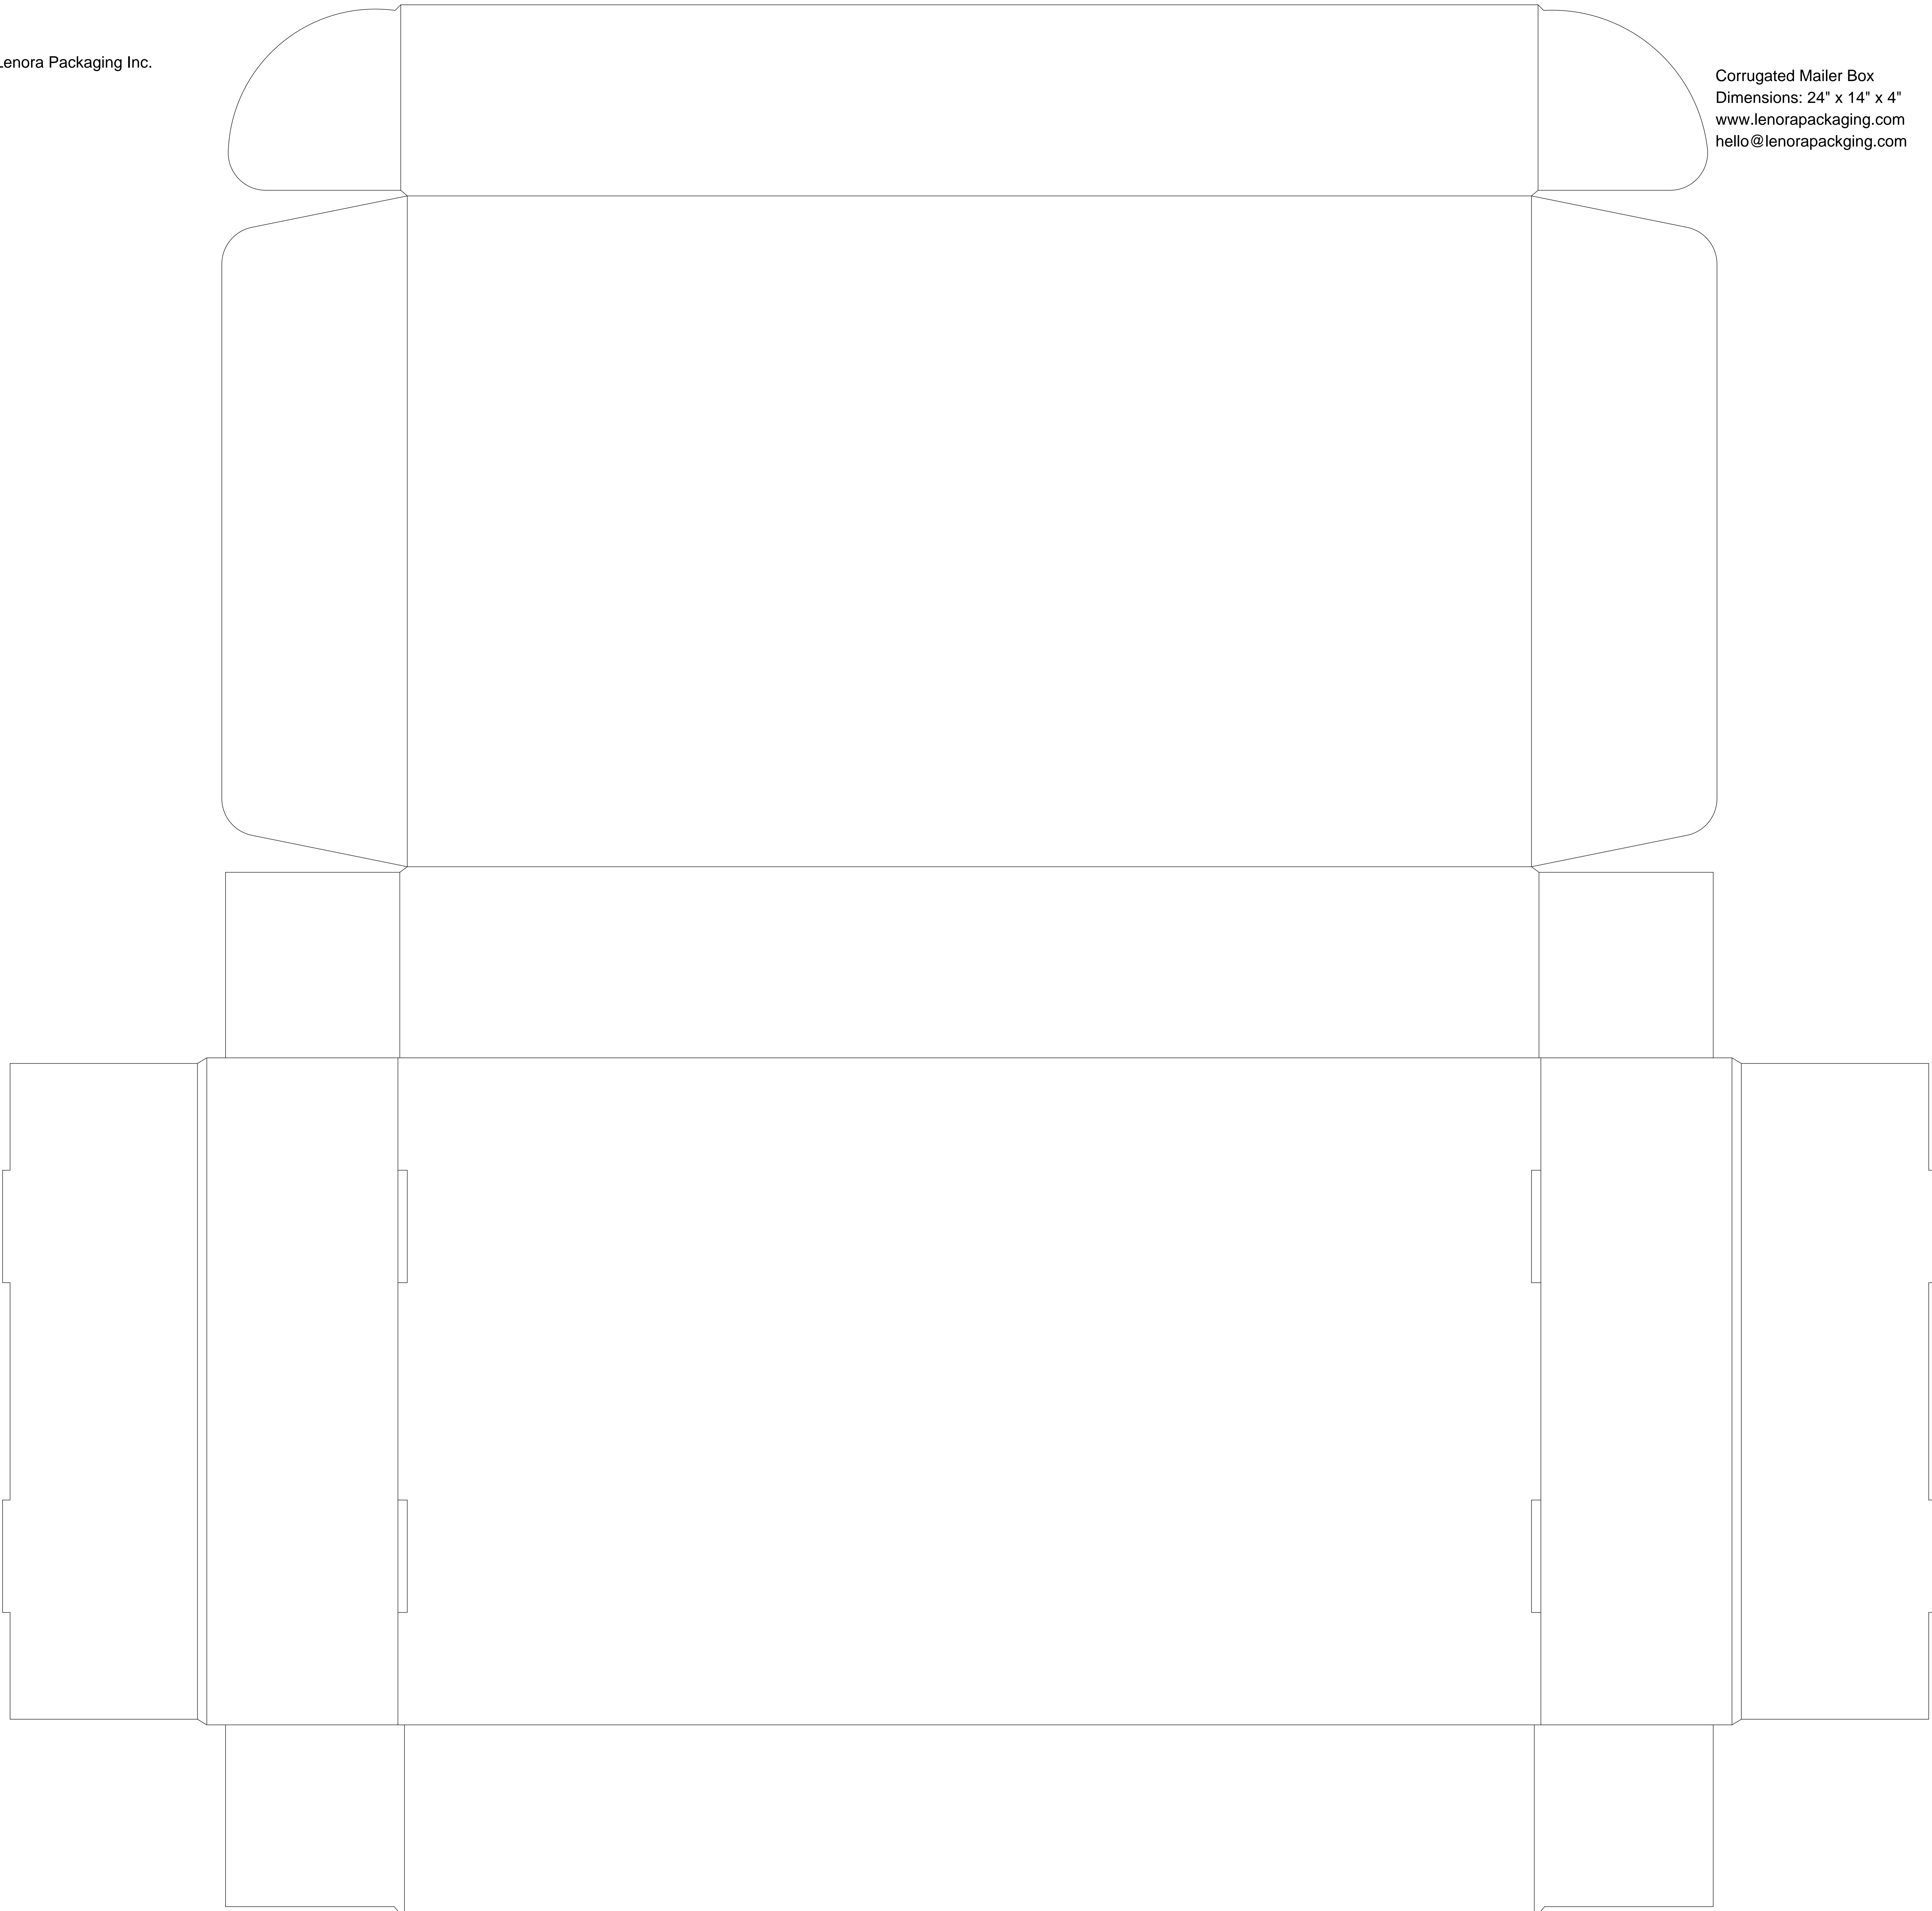 Lenora Packaging Inc.
Corrugated Mailer Box
Dimensions: 24" x 14" x 4"
www.lenorapackaging.com
hello@lenorapackging.com